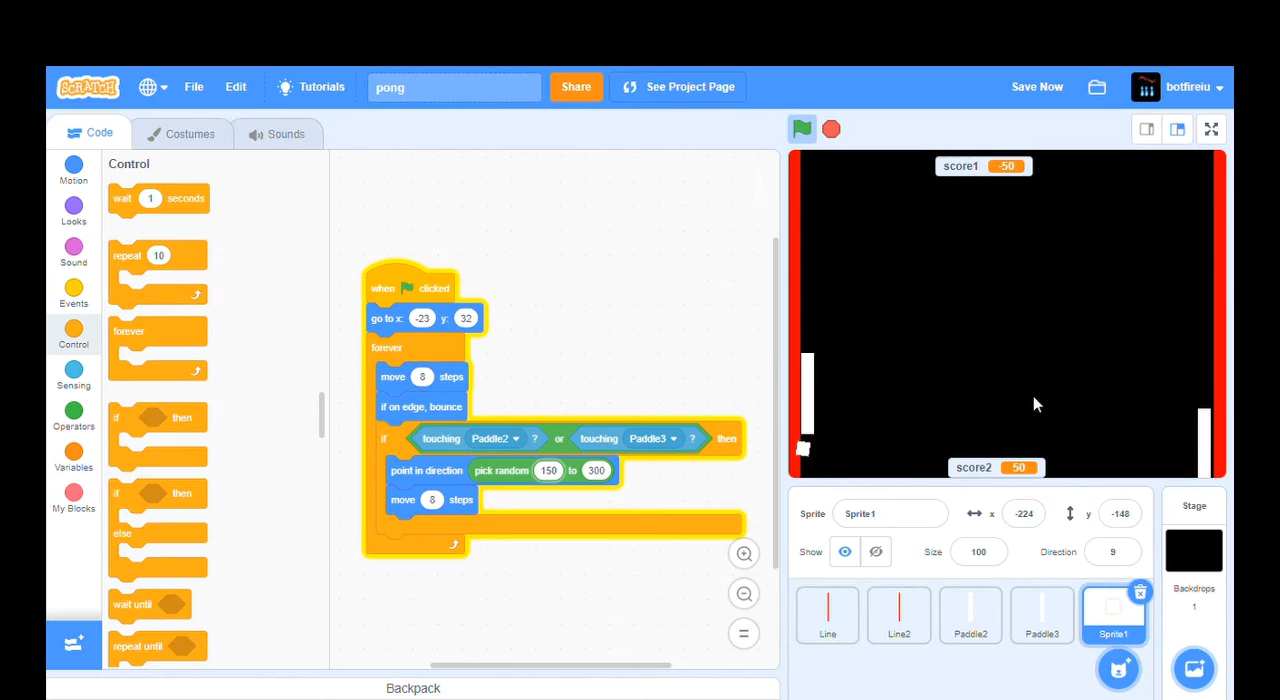 SCRATCH File Edit Tutorials pong Share See Project Page Save Now botfireiu
Code Costumes Sounds
Motion
Looks
Sound
Events
Control
Sensing
Operators
Variables
My Blocks
Control
wait 1 seconds
repeat 10
forever
if then
if then
else
wait until
repeat until
when clicked
go to x: -23 y: 32
forever
move 8 steps
if on edge, bounce
if touching Paddle2 ? or touching Paddle3 ? then
point in direction pick random 150 to 300
move 8 steps
Backpack
score1 -50
score2 50
Sprite Sprite1 x -224 y -148
Show Size 100 Direction 9
Line Line2 Paddle2 Paddle3 Sprite1
Stage
Backdrops
1